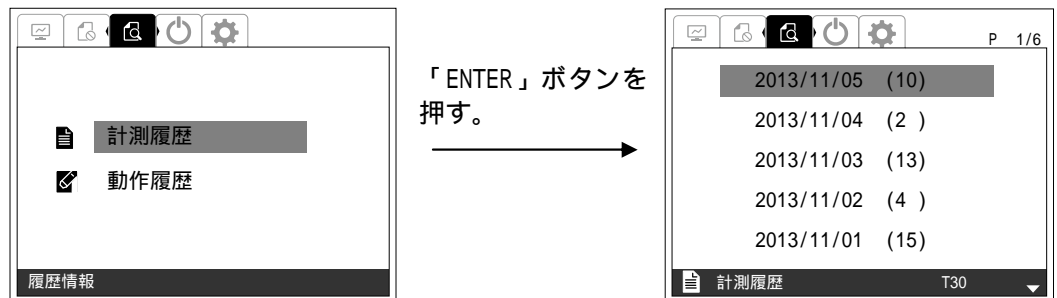 計測履歴
動作履歴
履歴情報
「ENTER」ボタンを
押す。
P 1/6
2013/11/05 (10)
2013/11/04 (2 )
2013/11/03 (13)
2013/11/02 (4 )
2013/11/01 (15)
計測履歴 T30